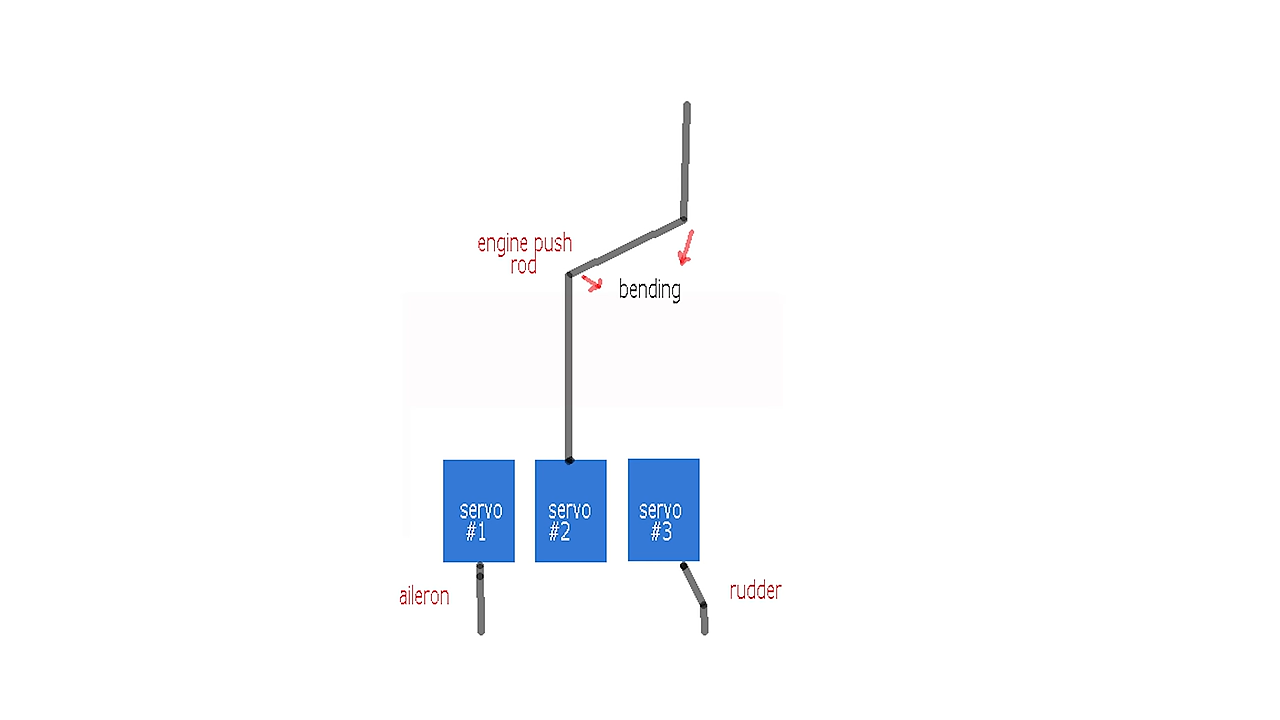 engine push
rod
bending
servo
#1
servo
#2
servo
#3
aileron
rudder